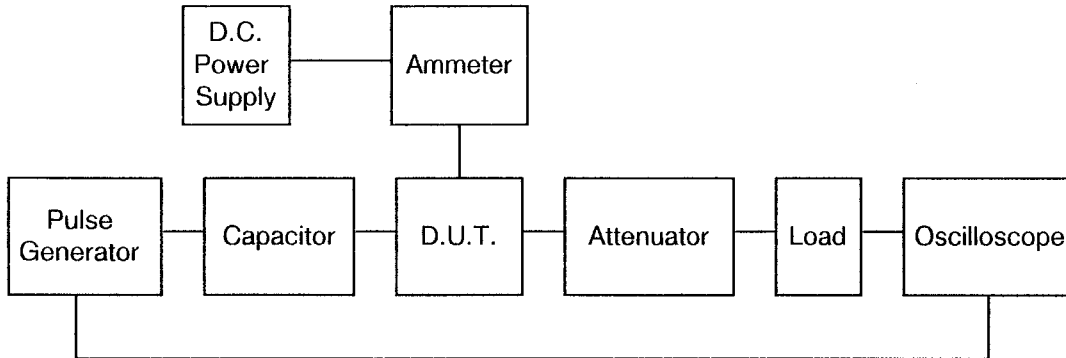 D.C.
Power
Supply
Ammeter
Pulse
Generator
Capacitor
D.U.T.
Attenuator
Load
Oscilloscope